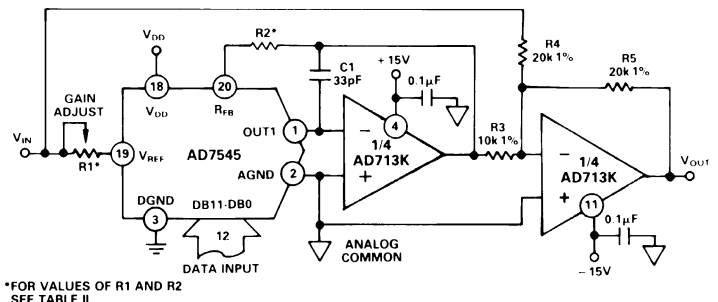 R2*
R4
20k 1%
R5
20k 1%
V_DD
C1
33pF
+15V
0.1μF
GAIN
ADJUST
18
V_DD
20
R_FB
V_IN
R1*
19
V_REF
AD7545
OUT1
1
AGND
2
−
4
1/4
AD713K
+
R3
10k 1%
−
1/4
AD713K
+
V_OUT
DGND
3
DB11-DB0
12
DATA INPUT
ANALOG
COMMON
11
0.1μF
−15V
*FOR VALUES OF R1 AND R2
SEE TABLE II